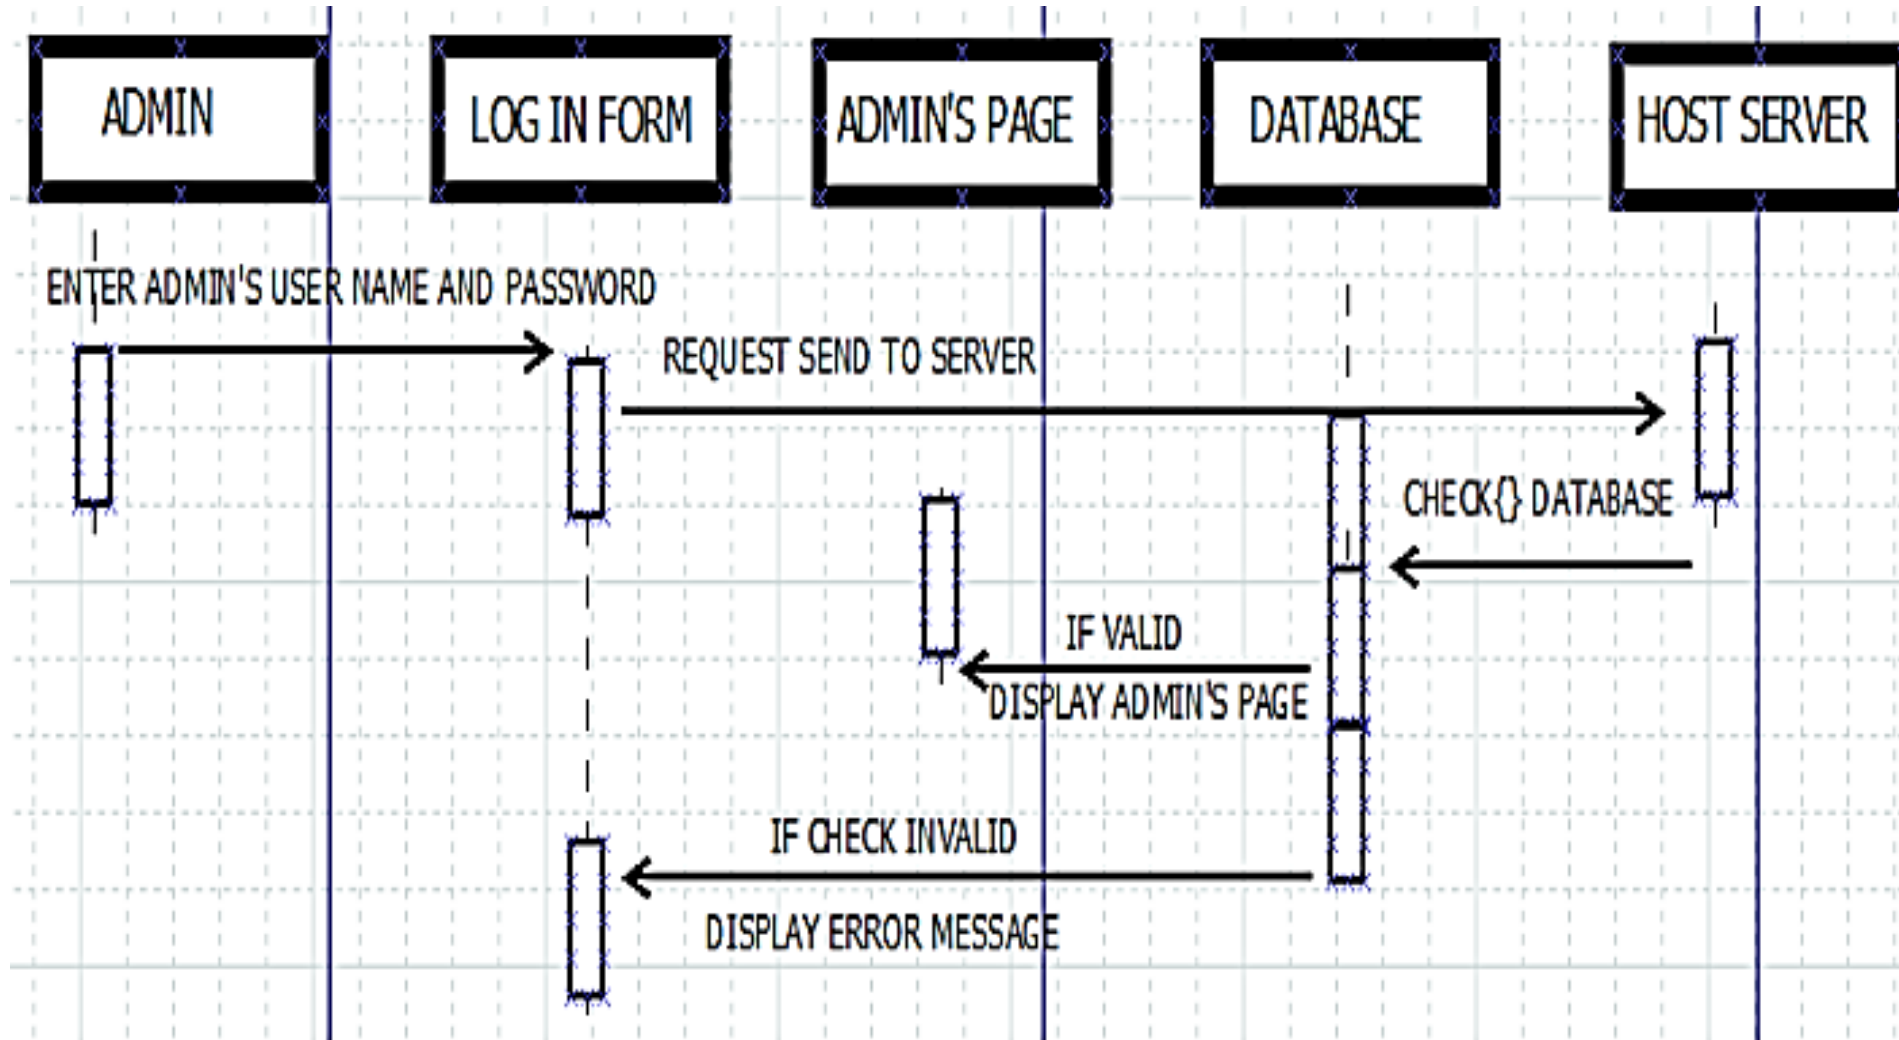 ADMIN
LOG IN FORM
ADMIN'S PAGE
DATABASE
HOST SERVER
ENTER ADMIN'S USER NAME AND PASSWORD
REQUEST SEND TO SERVER
CHECK{} DATABASE
IF VALID
DISPLAY ADMIN'S PAGE
IF CHECK INVALID
DISPLAY ERROR MESSAGE